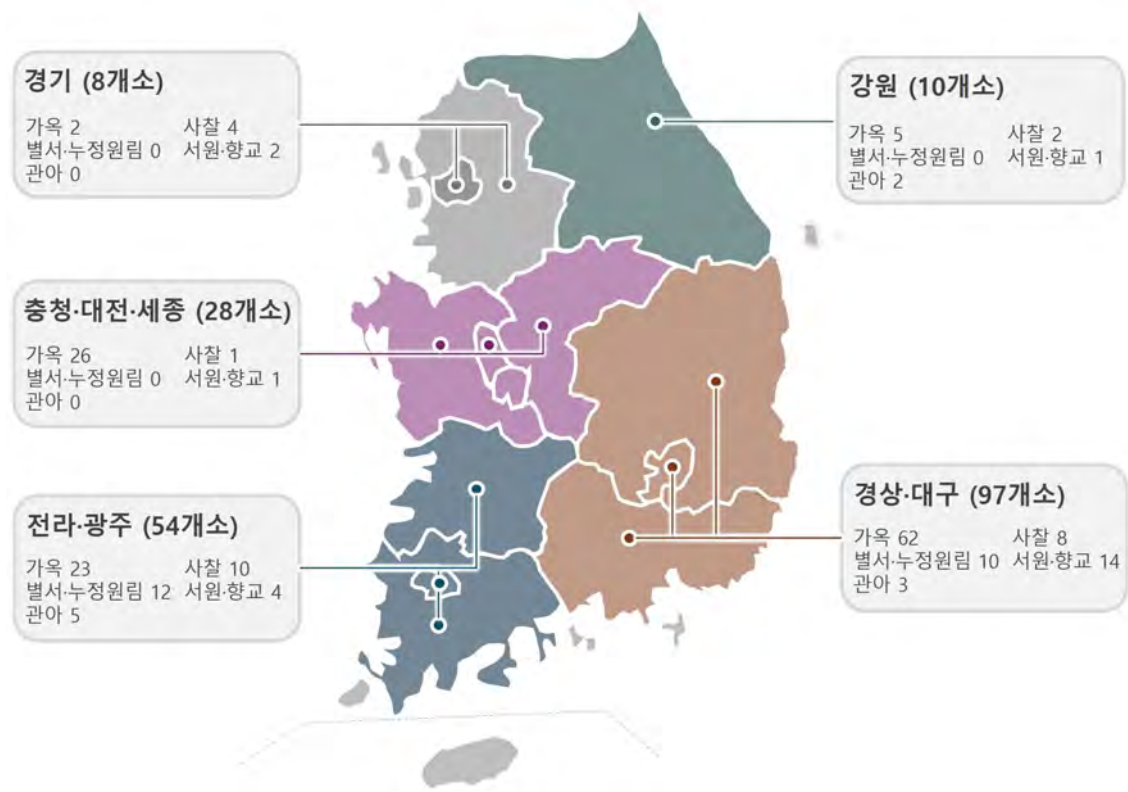 경기 (8개소)
가옥 2 사찰 4
별서·누정원림 0 서원·향교 2
관아 0
강원 (10개소)
가옥 5 사찰 2
별서·누정원림 0 서원·향교 1
관아 2
충청·대전·세종 (28개소)
가옥 26 사찰 1
별서·누정원림 0 서원·향교 1
관아 0
전라·광주 (54개소)
가옥 23 사찰 10
별서·누정원림 12 서원·향교 4
관아 5
경상·대구 (97개소)
가옥 62 사찰 8
별서·누정원림 10 서원·향교 14
관아 3